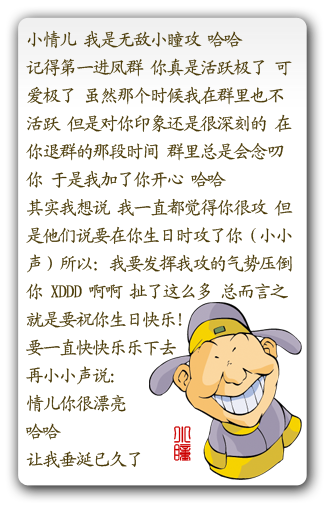 小情儿 我是无敌小瞳攻 哈哈
记得第一进凤群 你真是活跃极了 可
爱极了 虽然那个时候我在群里也不
活跃 但是对你印象还是很深刻的 在
你退群的那段时间 群里总是会念叨
你 于是我加了你开心 哈哈
其实我想说 我一直都觉得你很攻 但
是他们说要在你生日时攻了你（小小
声）所以：我要发挥我攻的气势压倒
你 XDDD 啊啊 扯了这么多 总而言之
就是要祝你生日快乐！
要一直快快乐乐下去
再小小声说：
情儿你很漂亮
哈哈
让我垂涎已久了
小瞳